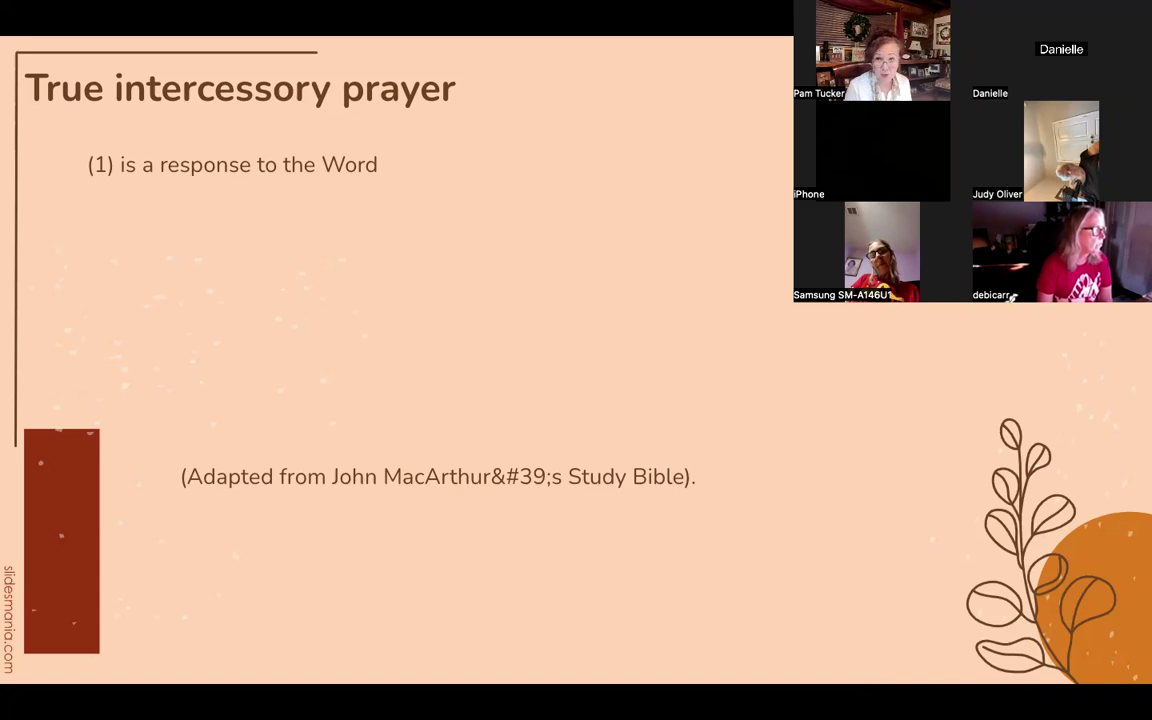 True intercessory prayer
(1) is a response to the Word
(Adapted from John MacArthur&#39;s Study Bible).
slidesmania.com
Danielle
Pam Tucker
Danielle
iPhone
Judy Oliver
Samsung SM-A146U1
debicarr